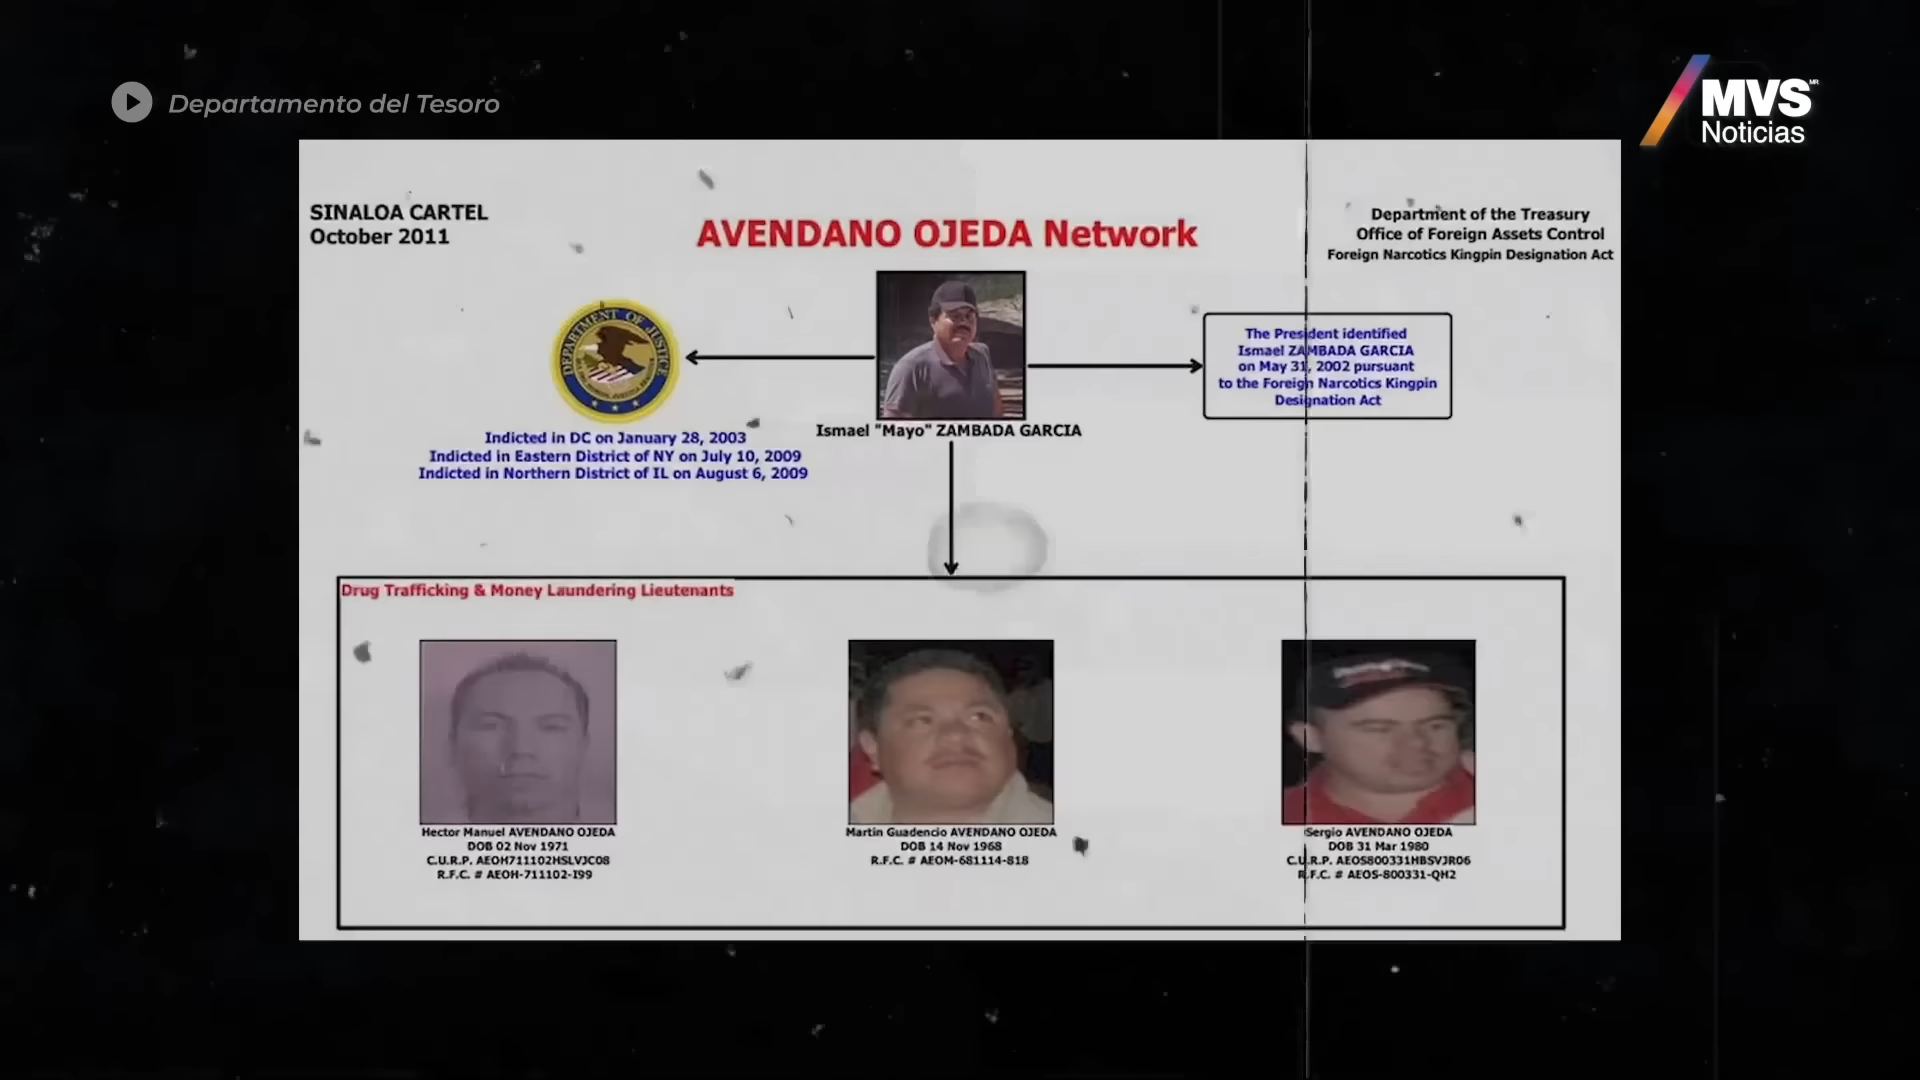 Departamento del Tesoro
MVS
Noticias
SINALOA CARTEL
October 2011
AVENDANO OJEDA Network
Department of the Treasury
Office of Foreign Assets Control
Foreign Narcotics Kingpin Designation Act
DEPARTMENT OF JUSTICE
The President identified
Ismael ZAMBADA GARCIA
on May 31, 2002 pursuant
to the Foreign Narcotics Kingpin
Designation Act
Ismael "Mayo" ZAMBADA GARCIA
Indicted in DC on January 28, 2003
Indicted in Eastern District of NY on July 10, 2009
Indicted in Northern District of IL on August 6, 2009
Drug Trafficking & Money Laundering Lieutenants
Hector Manuel AVENDANO OJEDA
DOB 02 Nov 1971
C.U.R.P. AEOH711102HSLVJC08
R.F.C. # AEOH-711102-I99
Martin Guadencio AVENDANO OJEDA
DOB 14 Nov 1968
R.F.C. # AEOM-681114-818
Sergio AVENDANO OJEDA
DOB 31 Mar 1980
C.U.R.P. AEOS800331HBSVJR06
R.F.C. # AEOS-800331-QH2